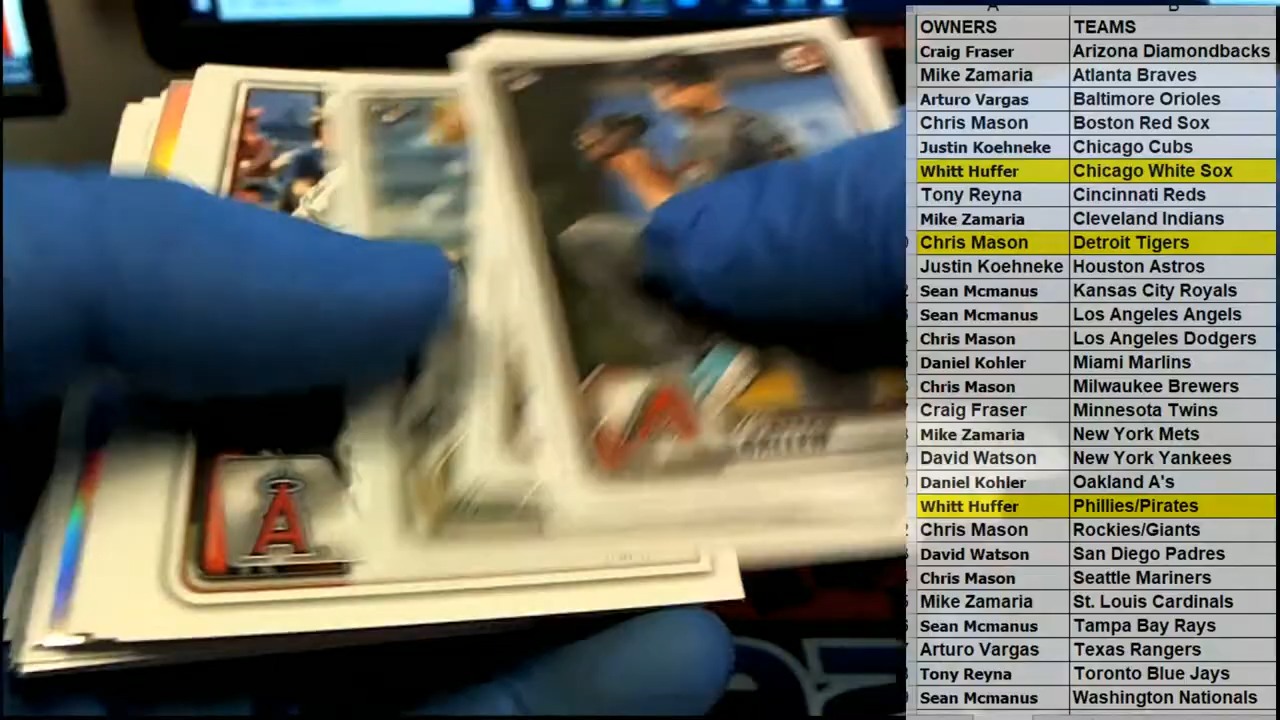 A B
OWNERS TEAMS
Craig Fraser Arizona Diamondbacks
Mike Zamaria Atlanta Braves
Arturo Vargas Baltimore Orioles
Chris Mason Boston Red Sox
Justin Koehneke Chicago Cubs
Whitt Huffer Chicago White Sox
Tony Reyna Cincinnati Reds
Mike Zamaria Cleveland Indians
Chris Mason Detroit Tigers
Justin Koehneke Houston Astros
Sean Mcmanus Kansas City Royals
Sean Mcmanus Los Angeles Angels
Chris Mason Los Angeles Dodgers
Daniel Kohler Miami Marlins
Chris Mason Milwaukee Brewers
Craig Fraser Minnesota Twins
Mike Zamaria New York Mets
David Watson New York Yankees
Daniel Kohler Oakland A's
Whitt Huffer Phillies/Pirates
Chris Mason Rockies/Giants
David Watson San Diego Padres
Chris Mason Seattle Mariners
Mike Zamaria St. Louis Cardinals
Sean Mcmanus Tampa Bay Rays
Arturo Vargas Texas Rangers
Tony Reyna Toronto Blue Jays
Sean Mcmanus Washington Nationals
A
A